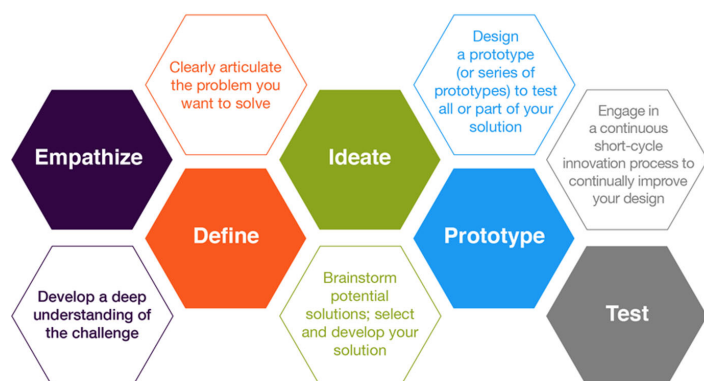 Empathize
Develop a deep
understanding of
the challenge
Clearly articulate
the problem you
want to solve
Define
Ideate
Brainstorm
potential
solutions; select
and develop your
solution
Design
a prototype
(or series of
prototypes) to test
all or part of your
solution
Prototype
Engage in
a continuous
short-cycle
innovation process to
continually improve
your design
Test